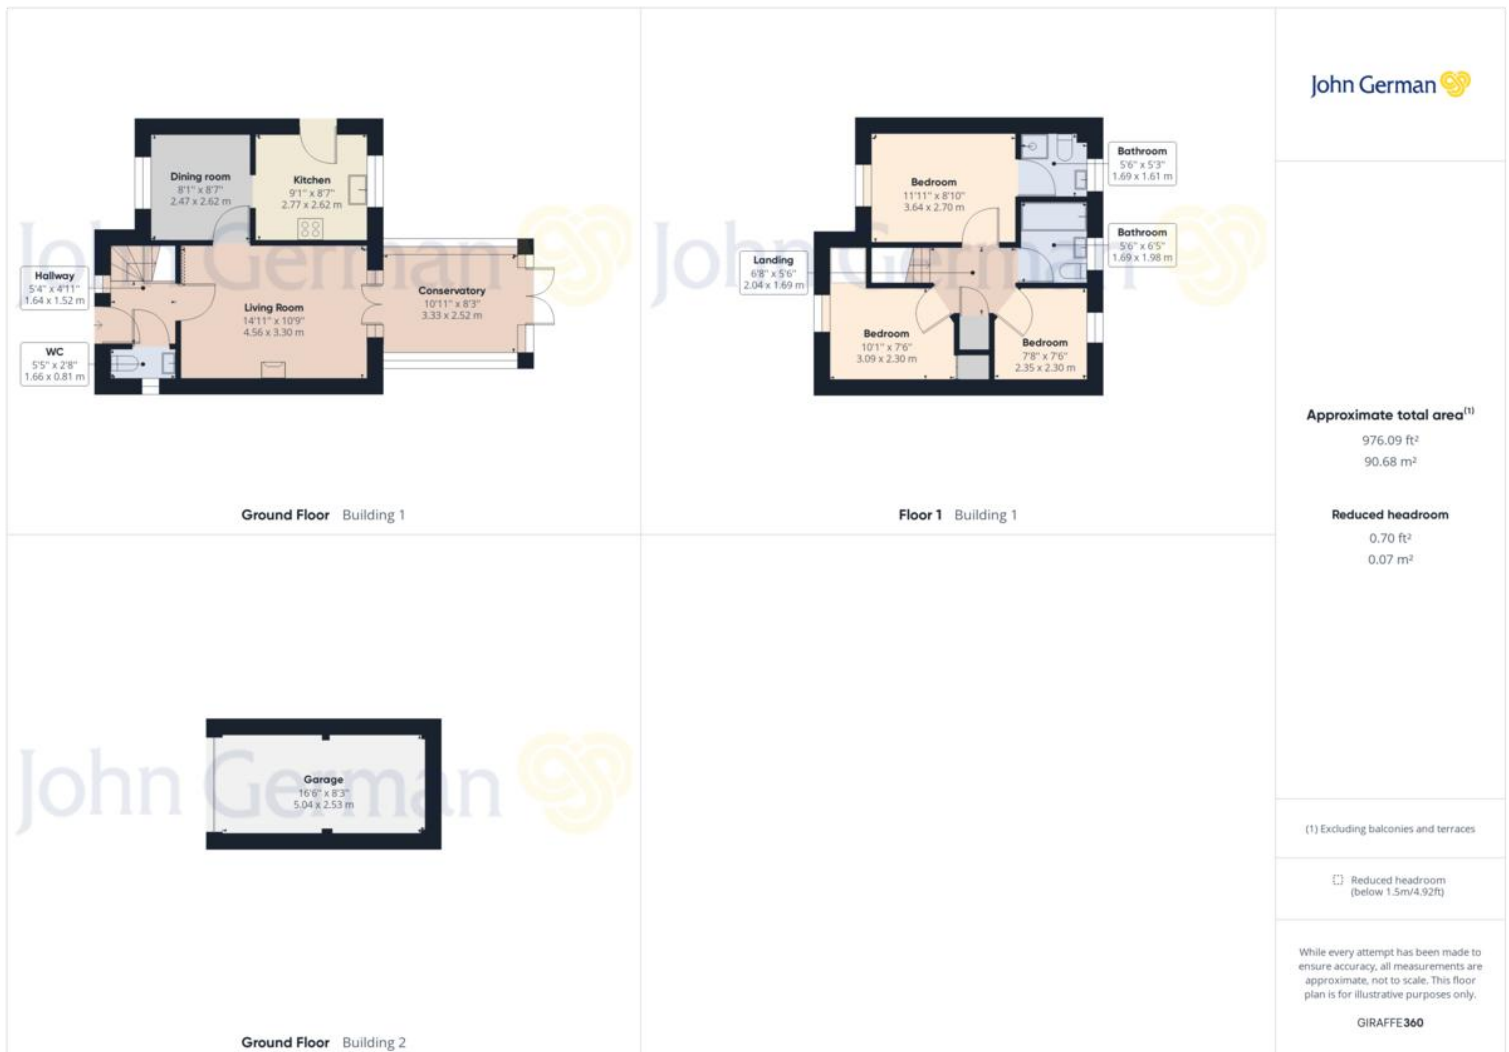 John German
Dining room
8'1" x 8'7"
2.47 x 2.62 m
Kitchen
9'1" x 8'7"
2.77 x 2.62 m
Hallway
5'4" x 4'11"
1.64 x 1.52 m
Living Room
14'11" x 10'9"
4.56 x 3.30 m
Conservatory
10'11" x 8'3"
3.33 x 2.52 m
WC
5'5" x 2'8"
1.66 x 0.81 m
John German
Ground Floor Building 1
Bedroom
11'11" x 8'10"
3.64 x 2.70 m
Bathroom
5'6" x 5'3"
1.69 x 1.61 m
Bathroom
5'6" x 6'5"
1.69 x 1.98 m
Landing
6'8" x 5'6"
2.04 x 1.69 m
Bedroom
10'1" x 7'6"
3.09 x 2.30 m
Bedroom
7'8" x 7'6"
2.35 x 2.30 m
John German
Floor 1 Building 1
Garage
16'6" x 8'3"
5.04 x 2.53 m
John German
Ground Floor Building 2
Approximate total area(1)
976.09 ft²
90.68 m²
Reduced headroom
0.70 ft²
0.07 m²
(1) Excluding balconies and terraces
Reduced headroom
(below 1.5m/4.92ft)
While every attempt has been made to
ensure accuracy, all measurements are
approximate, not to scale. This floor
plan is for illustrative purposes only.
GIRAFFE360